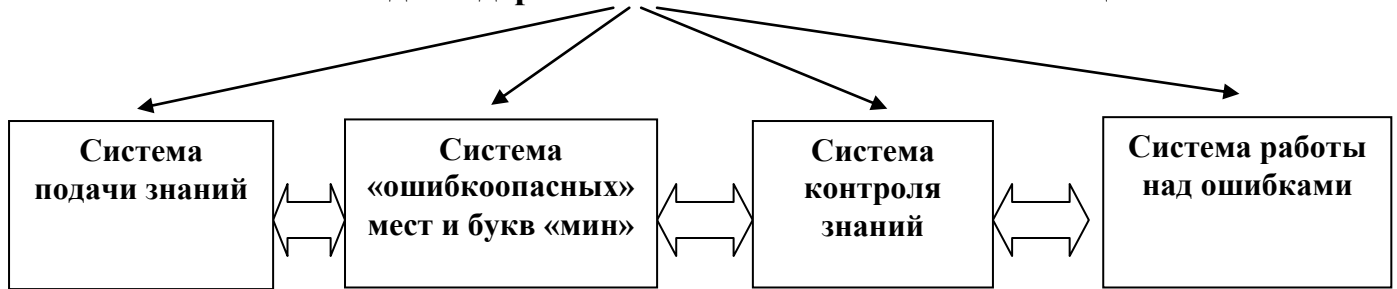 Система
подачи знаний
Система
«ошибкоопасных»
мест и букв «мин»
Система
контроля
знаний
Система работы
над ошибками